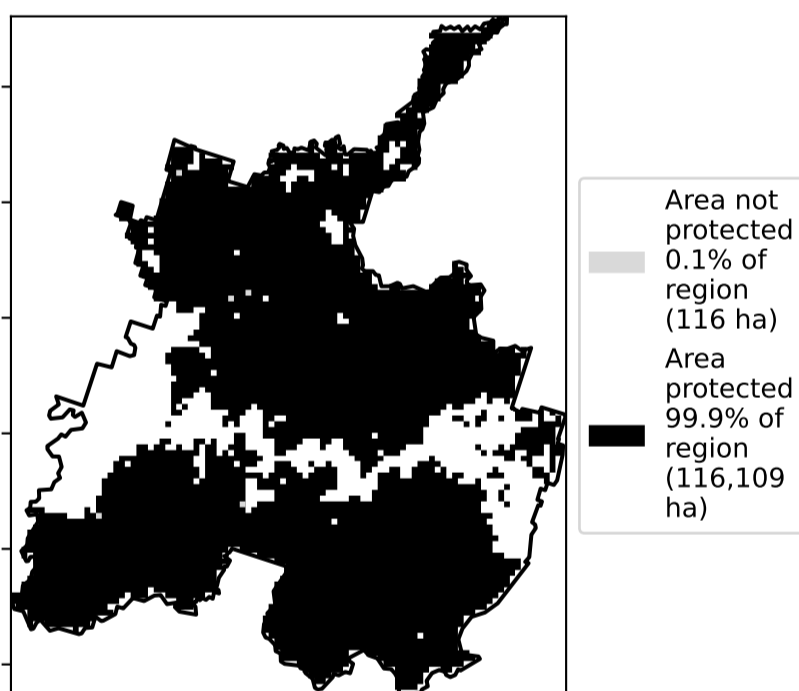 Area not
protected
0.1% of
region
(116 ha)
Area
protected
99.9% of
region
(116,109
ha)